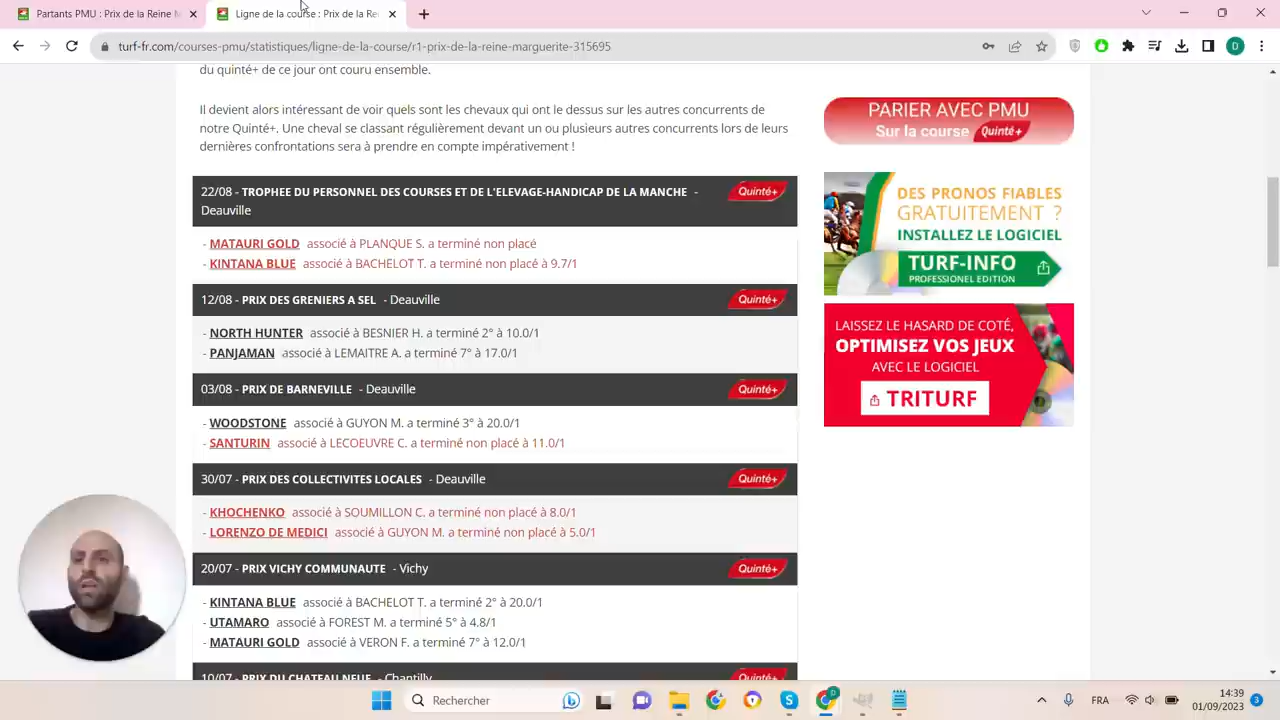 Turf-FR : Prix de la Reine M
Ligne de la course : Prix de la Re
turf-fr.com/courses-pmu/statistiques/ligne-de-la-course/r1-prix-de-la-reine-marguerite-315695
D
du quinté+ de ce jour ont couru ensemble.
Il devient alors intéressant de voir quels sont les chevaux qui ont le dessus sur les autres concurrents de
notre Quinté+. Une cheval se classant régulièrement devant un ou plusieurs autres concurrents lors de leurs
dernières confrontations sera à prendre en compte impérativement !
PARIER AVEC PMU
Sur la course Quinté+
22/08 - TROPHEE DU PERSONNEL DES COURSES ET DE L'ELEVAGE-HANDICAP DE LA MANCHE - Quinté+
Deauville
- MATAURI GOLD associé à PLANQUE S. a terminé non placé
- KINTANA BLUE associé à BACHELOT T. a terminé non placé à 9.7/1
12/08 - PRIX DES GRENIERS A SEL - Deauville Quinté+
- NORTH HUNTER associé à BESNIER H. a terminé 2° à 10.0/1
- PANJAMAN associé à LEMAITRE A. a terminé 7° à 17.0/1
03/08 - PRIX DE BARNEVILLE - Deauville Quinté+
- WOODSTONE associé à GUYON M. a terminé 3° à 20.0/1
- SANTURIN associé à LECOEUVRE C. a terminé non placé à 11.0/1
30/07 - PRIX DES COLLECTIVITES LOCALES - Deauville Quinté+
- KHOCHENKO associé à SOUMILLON C. a terminé non placé à 8.0/1
- LORENZO DE MEDICI associé à GUYON M. a terminé non placé à 5.0/1
20/07 - PRIX VICHY COMMUNAUTE - Vichy Quinté+
- KINTANA BLUE associé à BACHELOT T. a terminé 2° à 20.0/1
- UTAMARO associé à FOREST M. a terminé 5° à 4.8/1
- MATAURI GOLD associé à VERON F. a terminé 7° à 12.0/1
10/07 - PRIX DU CHATEAU NEUF - Chantilly Quinté+
DES PRONOS FIABLES
GRATUITEMENT ?
INSTALLEZ LE LOGICIEL
TURF-INFO
PROFESSIONEL EDITION
LAISSEZ LE HASARD DE COTÉ,
OPTIMISEZ VOS JEUX
AVEC LE LOGICIEL
TRITURF
Rechercher
FRA
14:39
01/09/2023
3